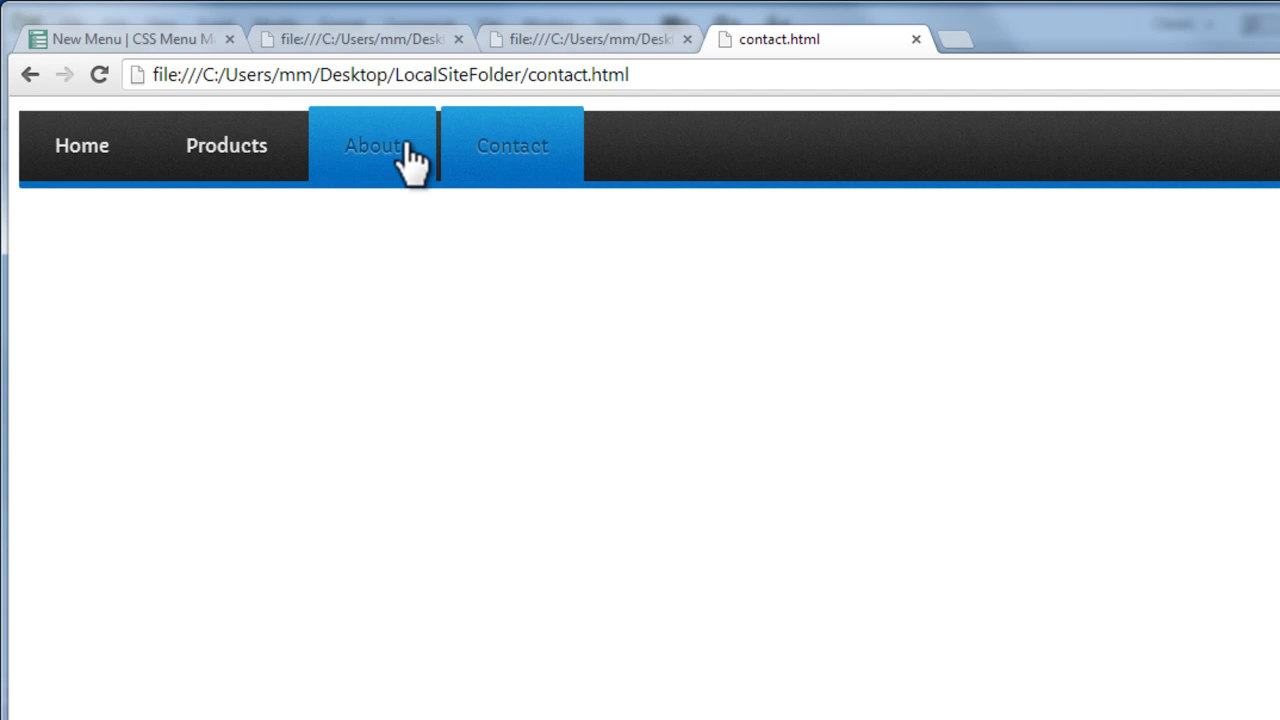 New Menu | CSS Menu M
file:///C:/Users/mm/Desk
file:///C:/Users/mm/Deskt
contact.html
file:///C:/Users/mm/Desktop/LocalSiteFolder/contact.html
Home Products About Contact